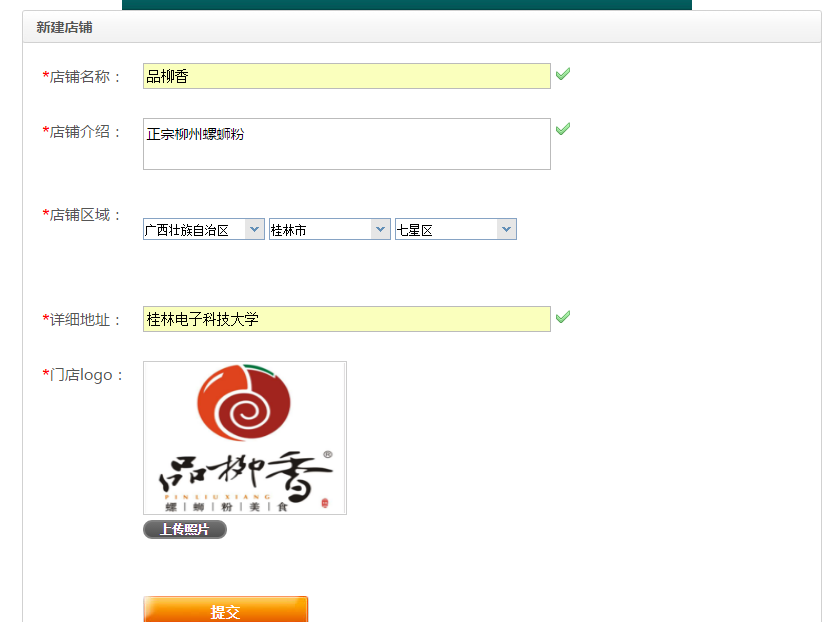 新建店铺
*店铺名称：
品柳香
*店铺介绍：
正宗柳州螺蛳粉
*店铺区域：
广西壮族自治区 桂林市 七星区
*详细地址：
桂林电子科技大学
*门店logo：
品柳香®
PINLIUXIANG
螺|蛳|粉|美|食
上传照片
提交